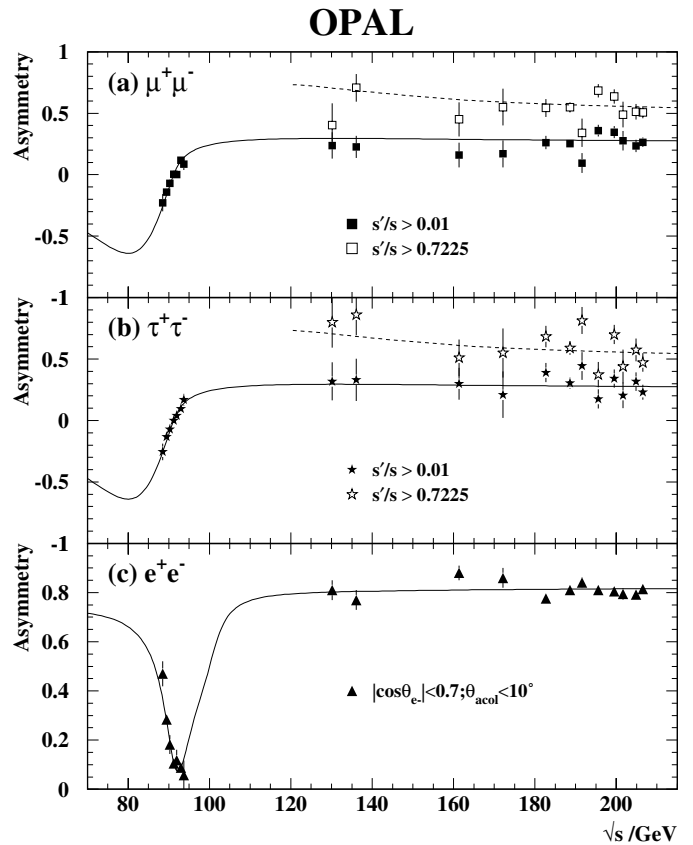 OPAL
Asymmetry
1
0.5
0
-0.5
-1
(a) μ⁺μ⁻
s′/s > 0.01
s′/s > 0.7225
Asymmetry
0.5
0
-0.5
-1
(b) τ⁺τ⁻
s′/s > 0.01
s′/s > 0.7225
Asymmetry
0.8
0.6
0.4
0.2
0
(c) e⁺e⁻
|cosθₑ₋|<0.7;θ_acol<10°
80 100 120 140 160 180 200
√s /GeV